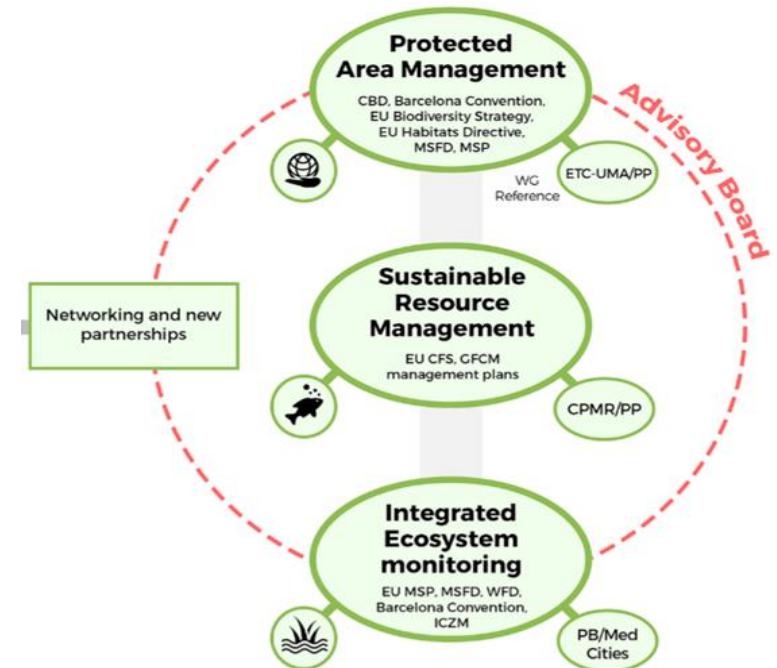 Protected
Area Management
CBD, Barcelona Convention,
EU Biodiversity Strategy,
EU Habitats Directive,
MSFD, MSP
WG
Reference
ETC-UMA/PP
Advisory Board
Networking and new
partnerships
Sustainable
Resource
Management
EU CFS, GFCM
management plans
CPMR/PP
Integrated
Ecosystem
monitoring
EU MSP, MSFD, WFD,
Barcelona Convention,
ICZM
PB/Med
Cities